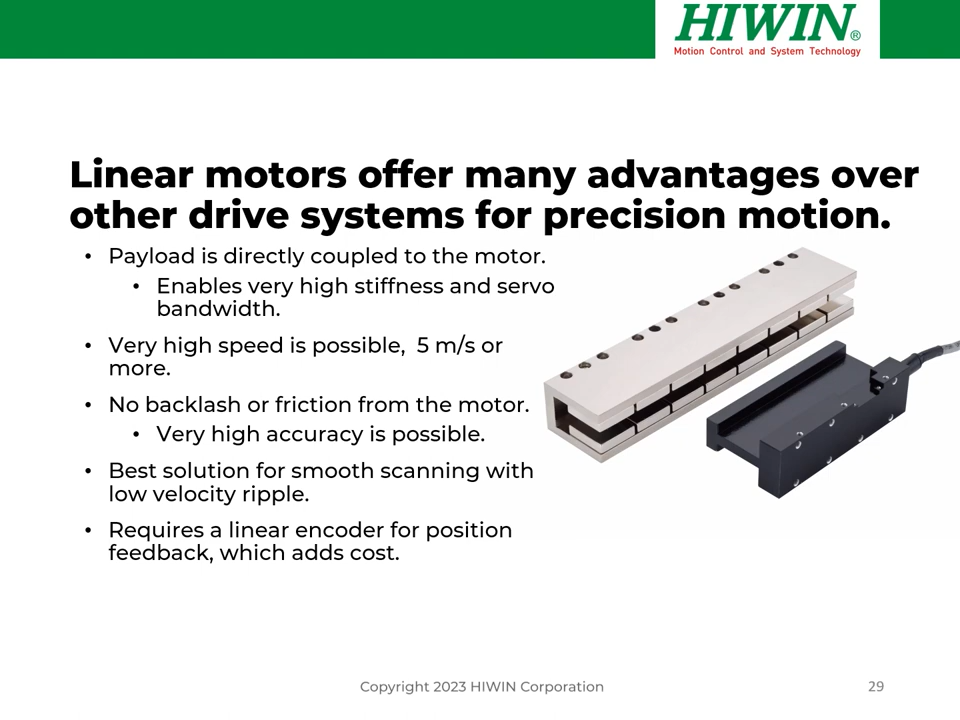 HIWIN®
Motion Control and System Technology
Linear motors offer many advantages over
other drive systems for precision motion.
• Payload is directly coupled to the motor.
• Enables very high stiffness and servo
bandwidth.
• Very high speed is possible,  5 m/s or
more.
• No backlash or friction from the motor.
• Very high accuracy is possible.
• Best solution for smooth scanning with
low velocity ripple.
• Requires a linear encoder for position
feedback, which adds cost.
Copyright 2023 HIWIN Corporation
29